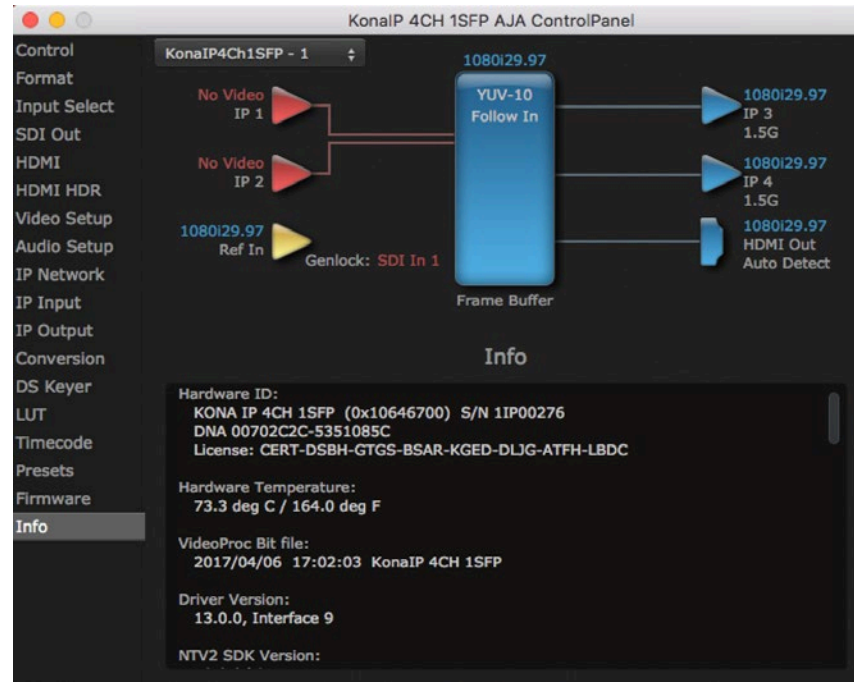 KonaIP 4CH 1SFP AJA ControlPanel
Control
Format
Input Select
SDI Out
HDMI
HDMI HDR
Video Setup
Audio Setup
IP Network
IP Input
IP Output
Conversion
DS Keyer
LUT
Timecode
Presets
Firmware
Info
KonaIP4Ch1SFP - 1
1080i29.97
No Video
IP 1
No Video
IP 2
1080i29.97
Ref In
Genlock: SDI In 1
YUV-10
Follow In
Frame Buffer
1080i29.97
IP 3
1.5G
1080i29.97
IP 4
1.5G
1080i29.97
HDMI Out
Auto Detect
Info
Hardware ID:
KONA IP 4CH 1SFP (0x10646700) S/N 1IP00276
DNA 00702C2C-5351085C
License: CERT-DSBH-GTGS-BSAR-KGED-DLJG-ATFH-LBDC
Hardware Temperature:
73.3 deg C / 164.0 deg F
VideoProc Bit file:
2017/04/06 17:02:03 KonaIP 4CH 1SFP
Driver Version:
13.0.0, Interface 9
NTV2 SDK Version: